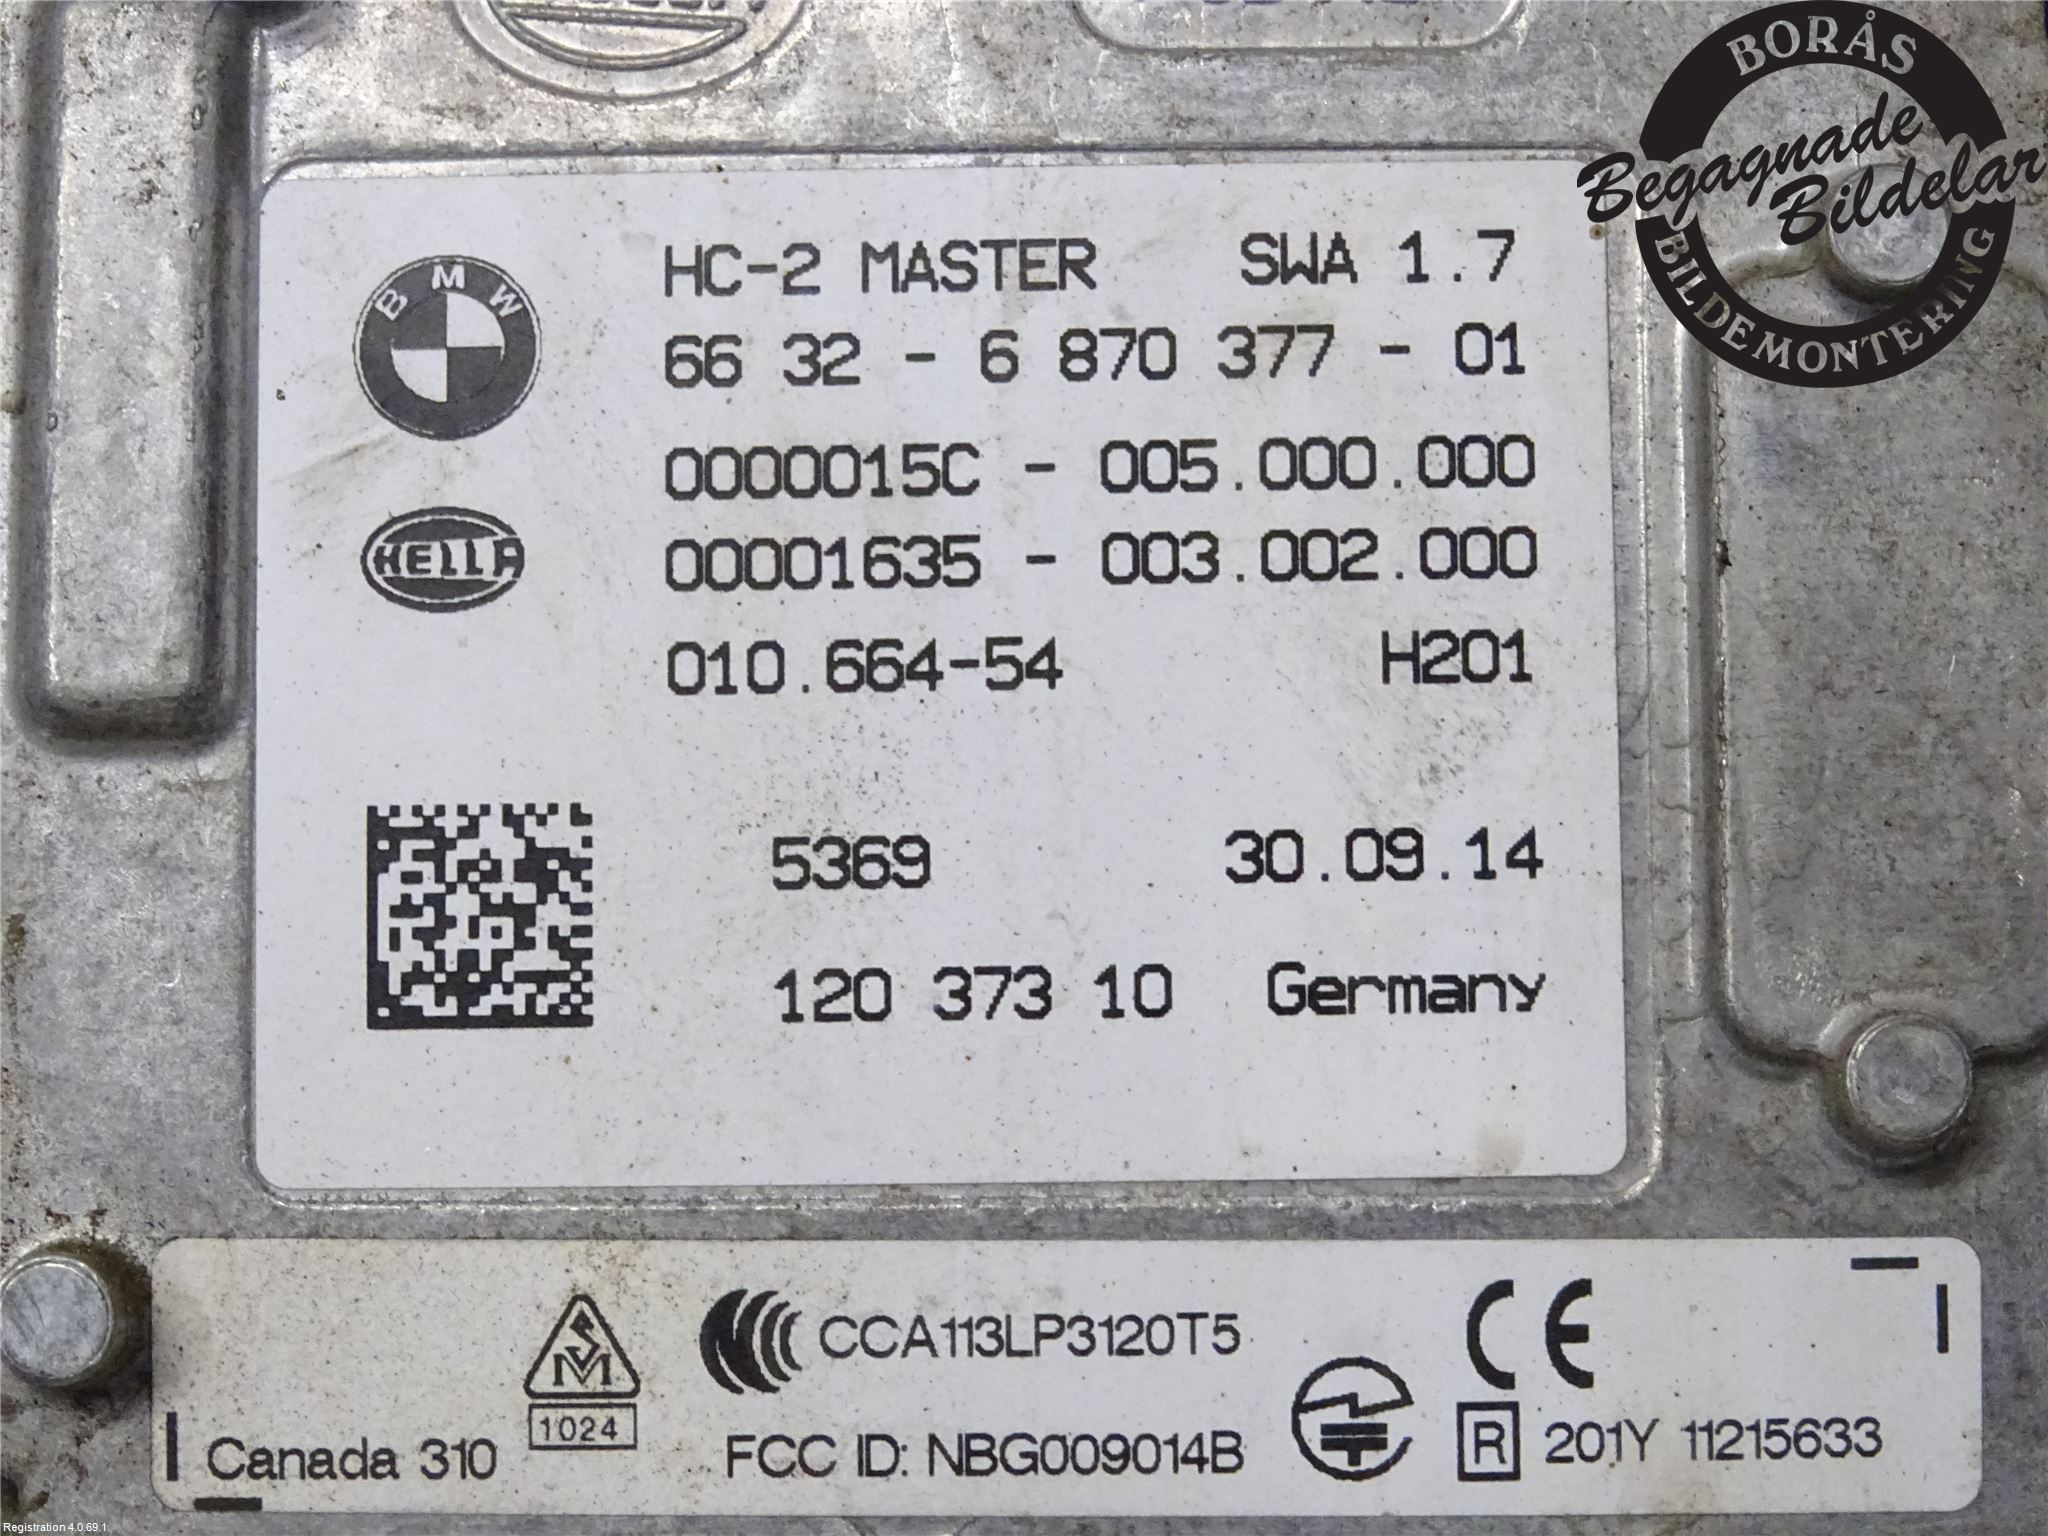 BORÅS
Begagnade
Bildelar
BILDEMONTERING
BMW
HC-2 MASTER SWA 1.7
66 32 - 6 870 377 - 01
0000015C - 005.000.000
HELLA
00001635 - 003.002.000
010.664-54 H201
5369 30.09.14
120 373 10 Germany
CCA113LP3120T5
CE
1024
Canada 310
FCC ID: NBG009014B
R 201Y 11215633
Registration 4.0.69.1